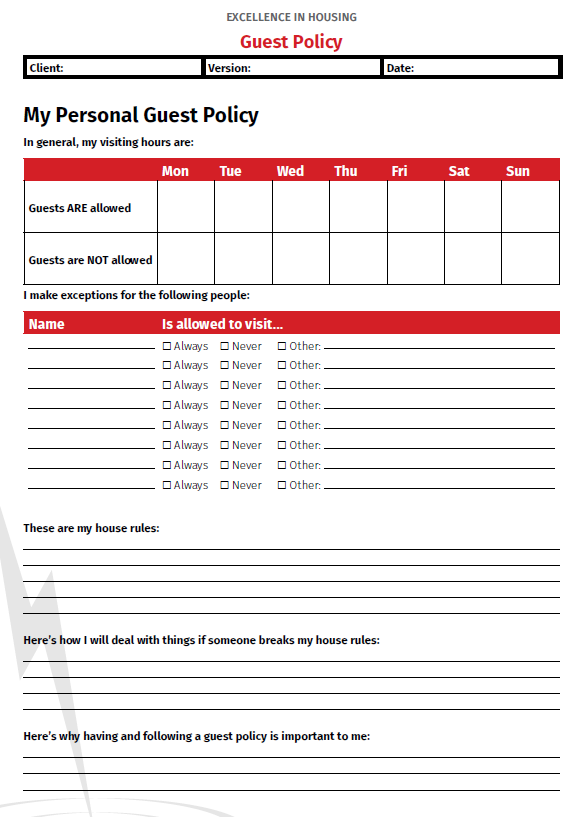 EXCELLENCE IN HOUSING
Guest Policy
Client: Version: Date:
My Personal Guest Policy
In general, my visiting hours are:
Mon Tue Wed Thu Fri Sat Sun
Guests ARE allowed
Guests are NOT allowed
I make exceptions for the following people:
Name Is allowed to visit...
☐ Always ☐ Never ☐ Other:
☐ Always ☐ Never ☐ Other:
☐ Always ☐ Never ☐ Other:
☐ Always ☐ Never ☐ Other:
☐ Always ☐ Never ☐ Other:
☐ Always ☐ Never ☐ Other:
☐ Always ☐ Never ☐ Other:
☐ Always ☐ Never ☐ Other:
These are my house rules:
Here's how I will deal with things if someone breaks my house rules:
Here's why having and following a guest policy is important to me: